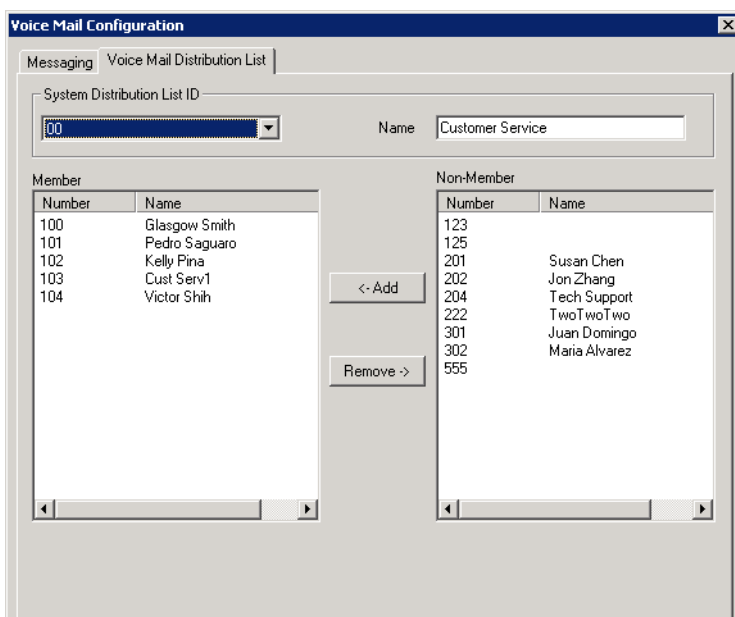 Voice Mail Configuration
Messaging
Voice Mail Distribution List
System Distribution List ID
00
Name
Customer Service
Member
Number Name
100 Glasgow Smith
101 Pedro Saguaro
102 Kelly Pina
103 Cust Serv1
104 Victor Shih
<- Add
Remove ->
Non-Member
Number Name
123
125
201 Susan Chen
202 Jon Zhang
204 Tech Support
222 TwoTwoTwo
301 Juan Domingo
302 Maria Alvarez
555